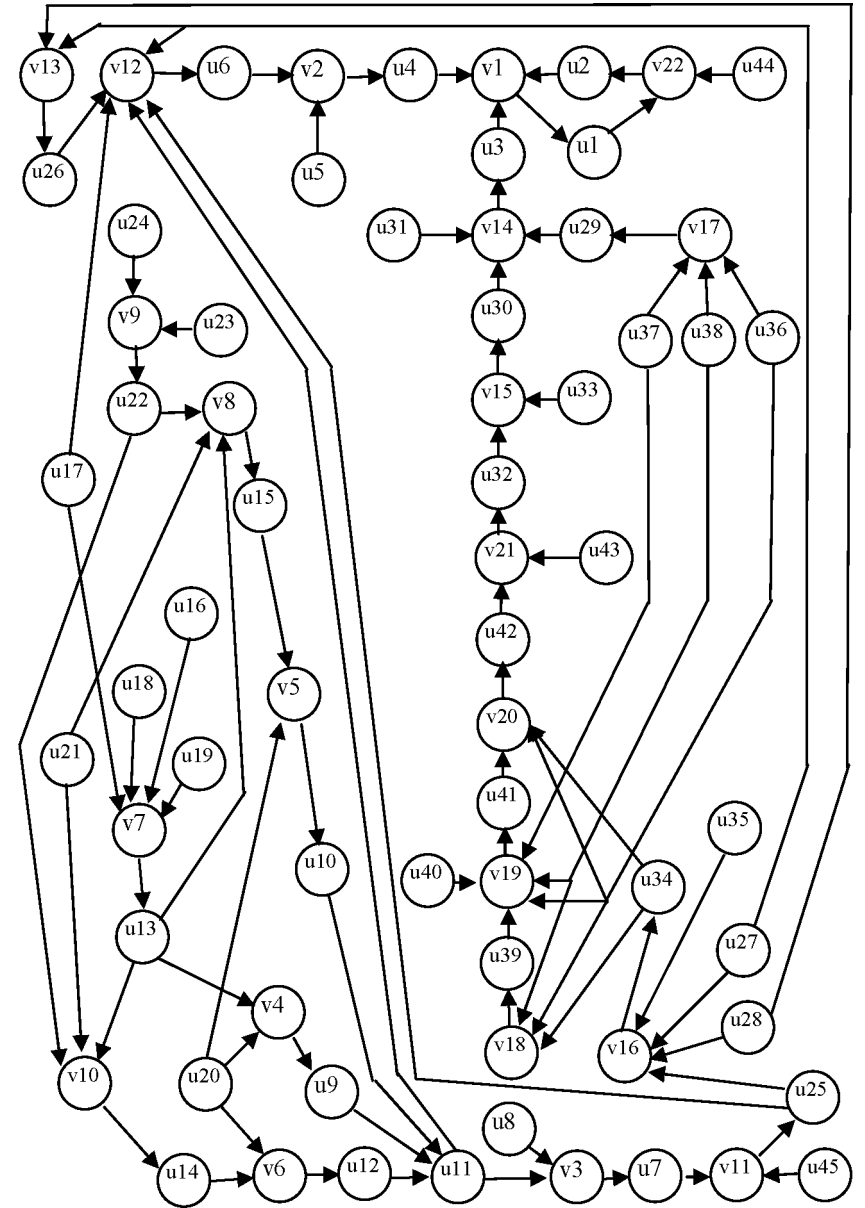 v13 v12 u6 v2 u4 v1 u2 v22 u44
u26 u5 u3 u1
u24 u31 v14 u29 v17
v9 u23 u30 u37 u38 u36
u22 v8 v15 u33
u17 u15 u32
v21 u43
u16 u42
u18 v5 v20
u21 u19
v7 u41 u35
u10 u40 v19 u34
u13 u39 u27
v4 v18 v16 u28
v10 u20 u9 u25
u8
u14 v6 u12 u11 v3 u7 v11 u45